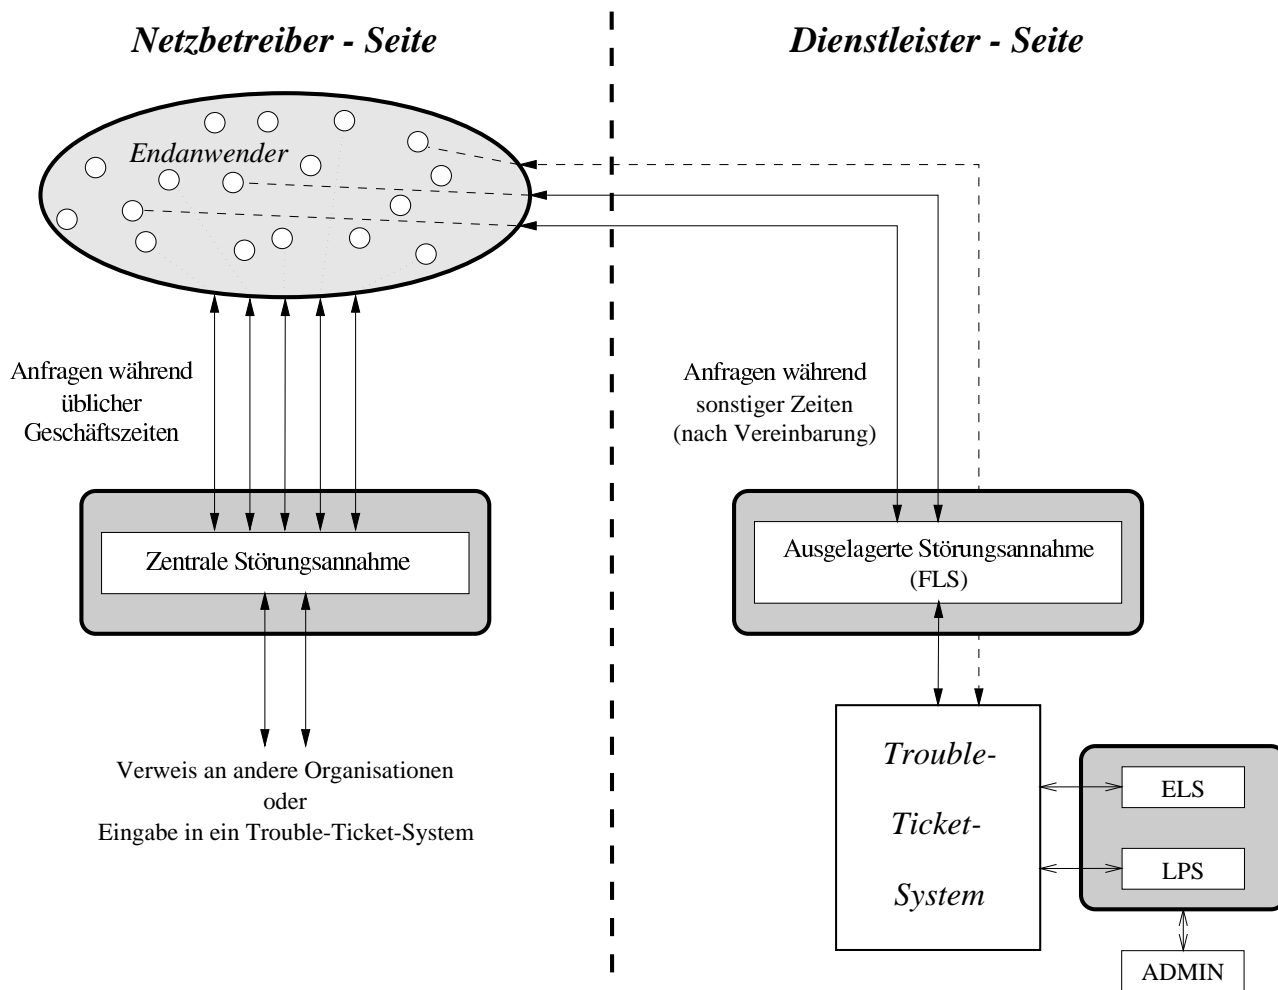 Netzbetreiber - Seite
Dienstleister - Seite
Endanwender
Anfragen während
üblicher
Geschäftszeiten
Anfragen während
sonstiger Zeiten
(nach Vereinbarung)
Zentrale Störungsannahme
Ausgelagerte Störungsannahme
(FLS)
Verweis an andere Organisationen
oder
Eingabe in ein Trouble-Ticket-System
Trouble-
Ticket-
System
ELS
LPS
ADMIN